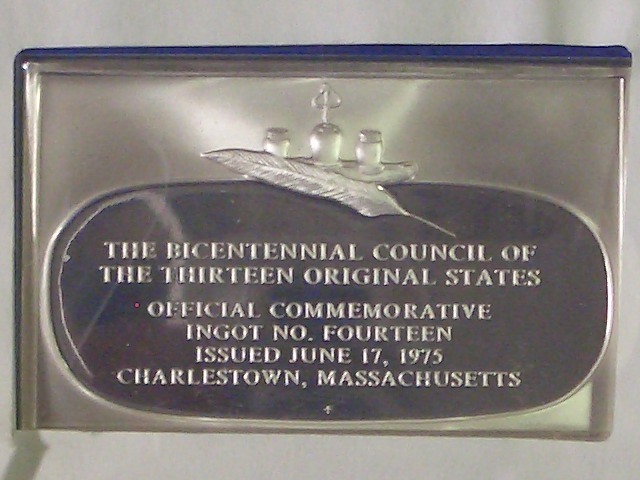 THE BICENTENNIAL COUNCIL OF
THE THIRTEEN ORIGINAL STATES
OFFICIAL COMMEMORATIVE
INGOT NO. FOURTEEN
ISSUED JUNE 17, 1975
CHARLESTOWN, MASSACHUSETTS